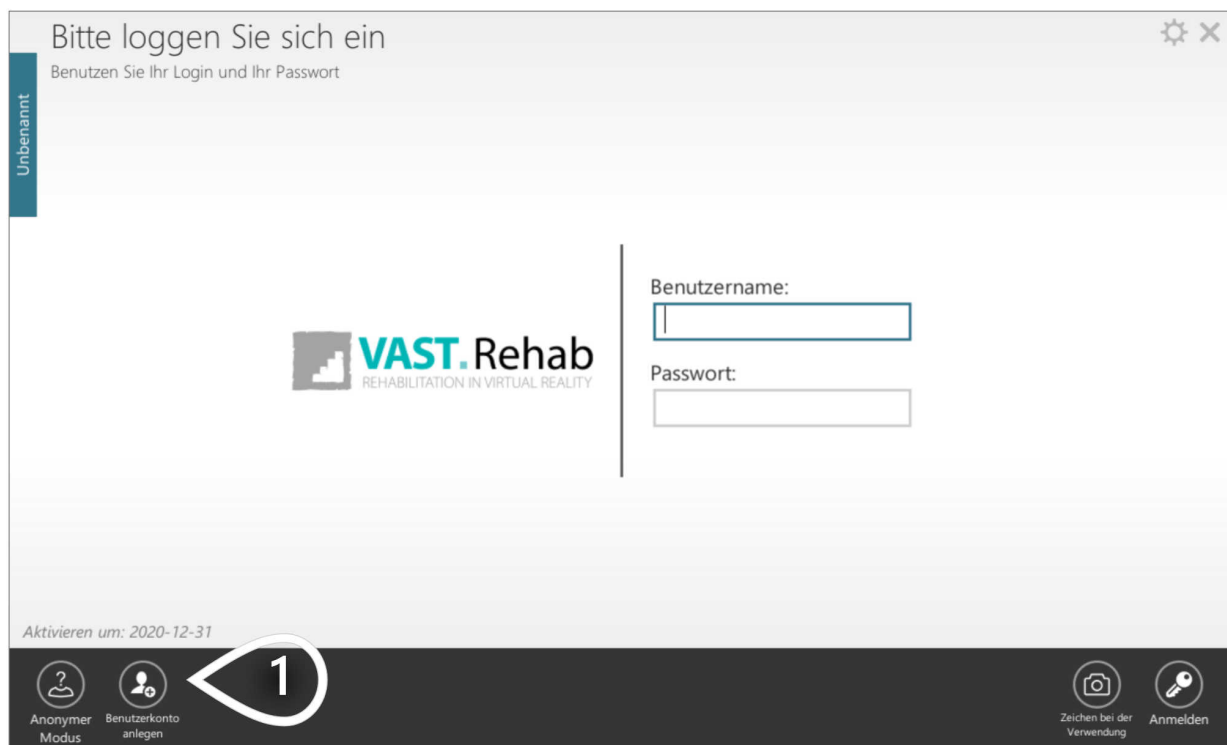 Bitte loggen Sie sich ein
Benutzen Sie Ihr Login und Ihr Passwort
Unbenannt
Benutzername:
VAST.Rehab
REHABILITATION IN VIRTUAL REALITY
Passwort:
Aktivieren um: 2020-12-31
1
Anonymer
Modus
Benutzerkonto
anlegen
Zeichen bei der
Verwendung
Anmelden